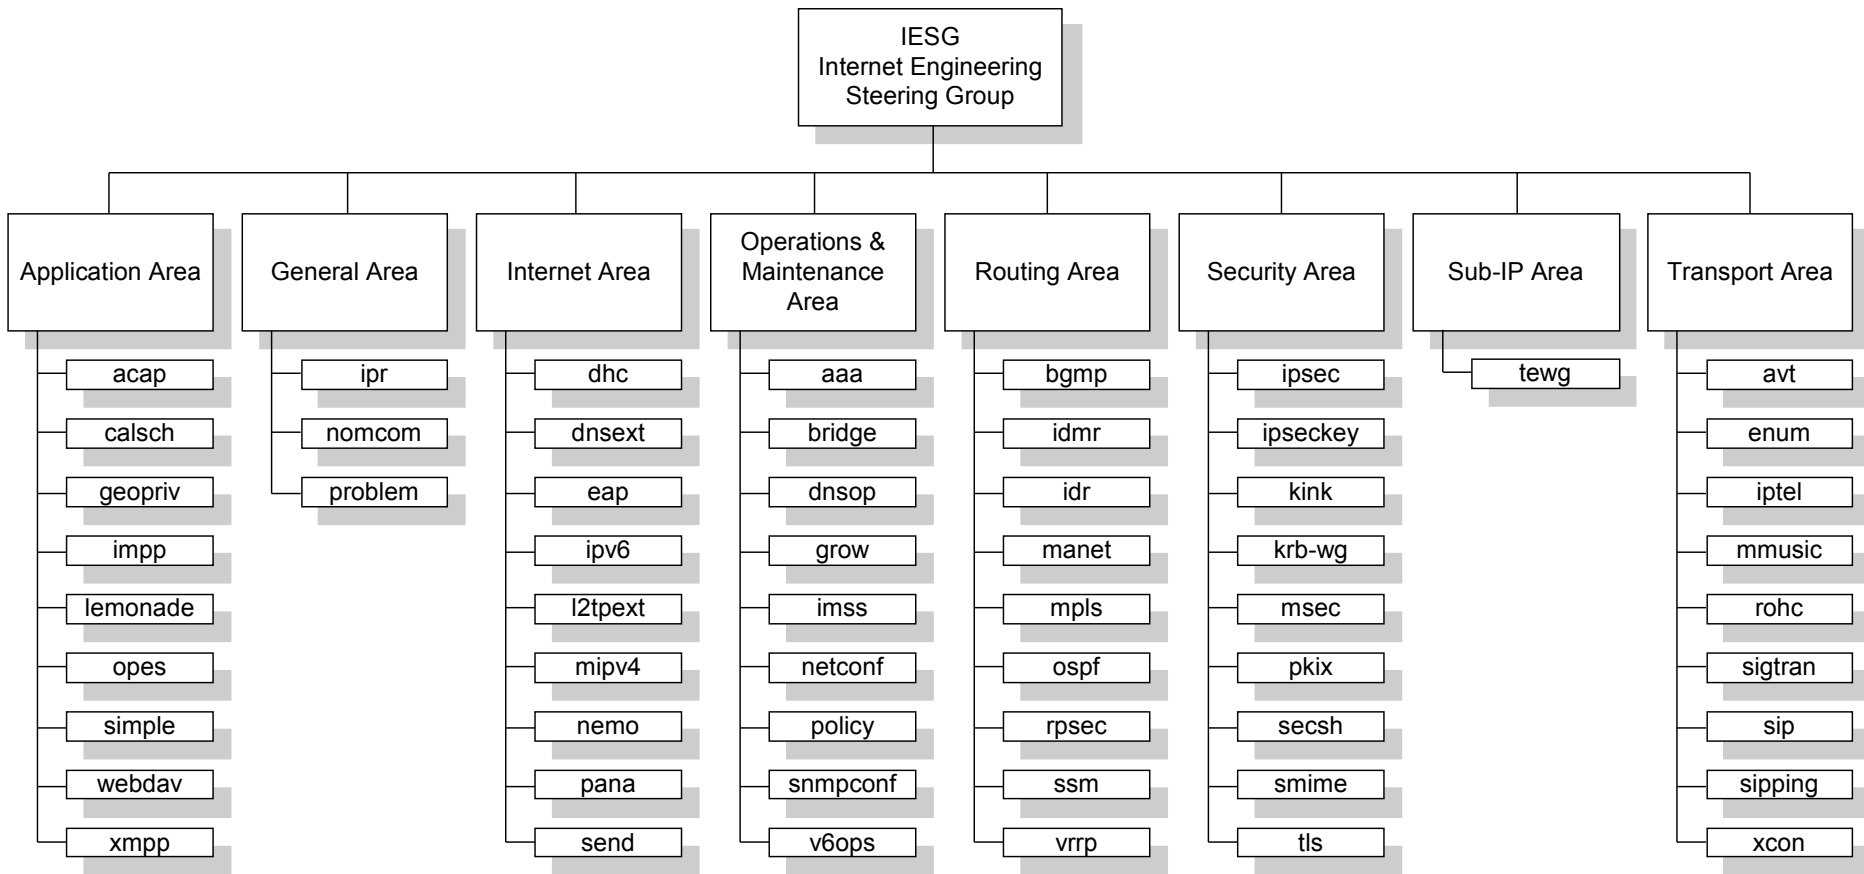 IESG
Internet Engineering
Steering Group
Application Area
General Area
Internet Area
Operations &
Maintenance
Area
Routing Area
Security Area
Sub-IP Area
Transport Area
acap
calsch
geopriv
impp
lemonade
opes
simple
webdav
xmpp
ipr
nomcom
problem
dhc
dnsext
eap
ipv6
l2tpext
mipv4
nemo
pana
send
aaa
bridge
dnsop
grow
imss
netconf
policy
snmpconf
v6ops
bgmp
idmr
idr
manet
mpls
ospf
rpsec
ssm
vrrp
ipsec
ipseckey
kink
krb-wg
msec
pkix
secsh
smime
tls
tewg
avt
enum
iptel
mmusic
rohc
sigtran
sip
sipping
xcon